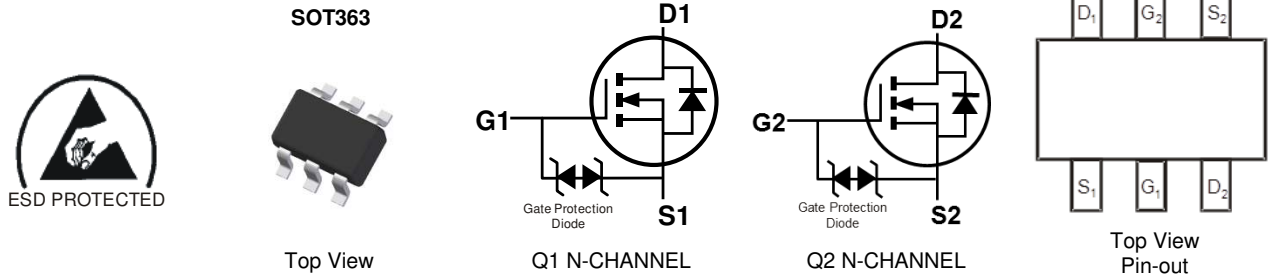 SOT363
ESD PROTECTED
Top View
D1
G1
Gate Protection
Diode
S1
Q1 N-CHANNEL
D2
G2
Gate Protection
Diode
S2
Q2 N-CHANNEL
D₁ G₂ S₂
S₁ G₁ D₂
Top View
Pin-out